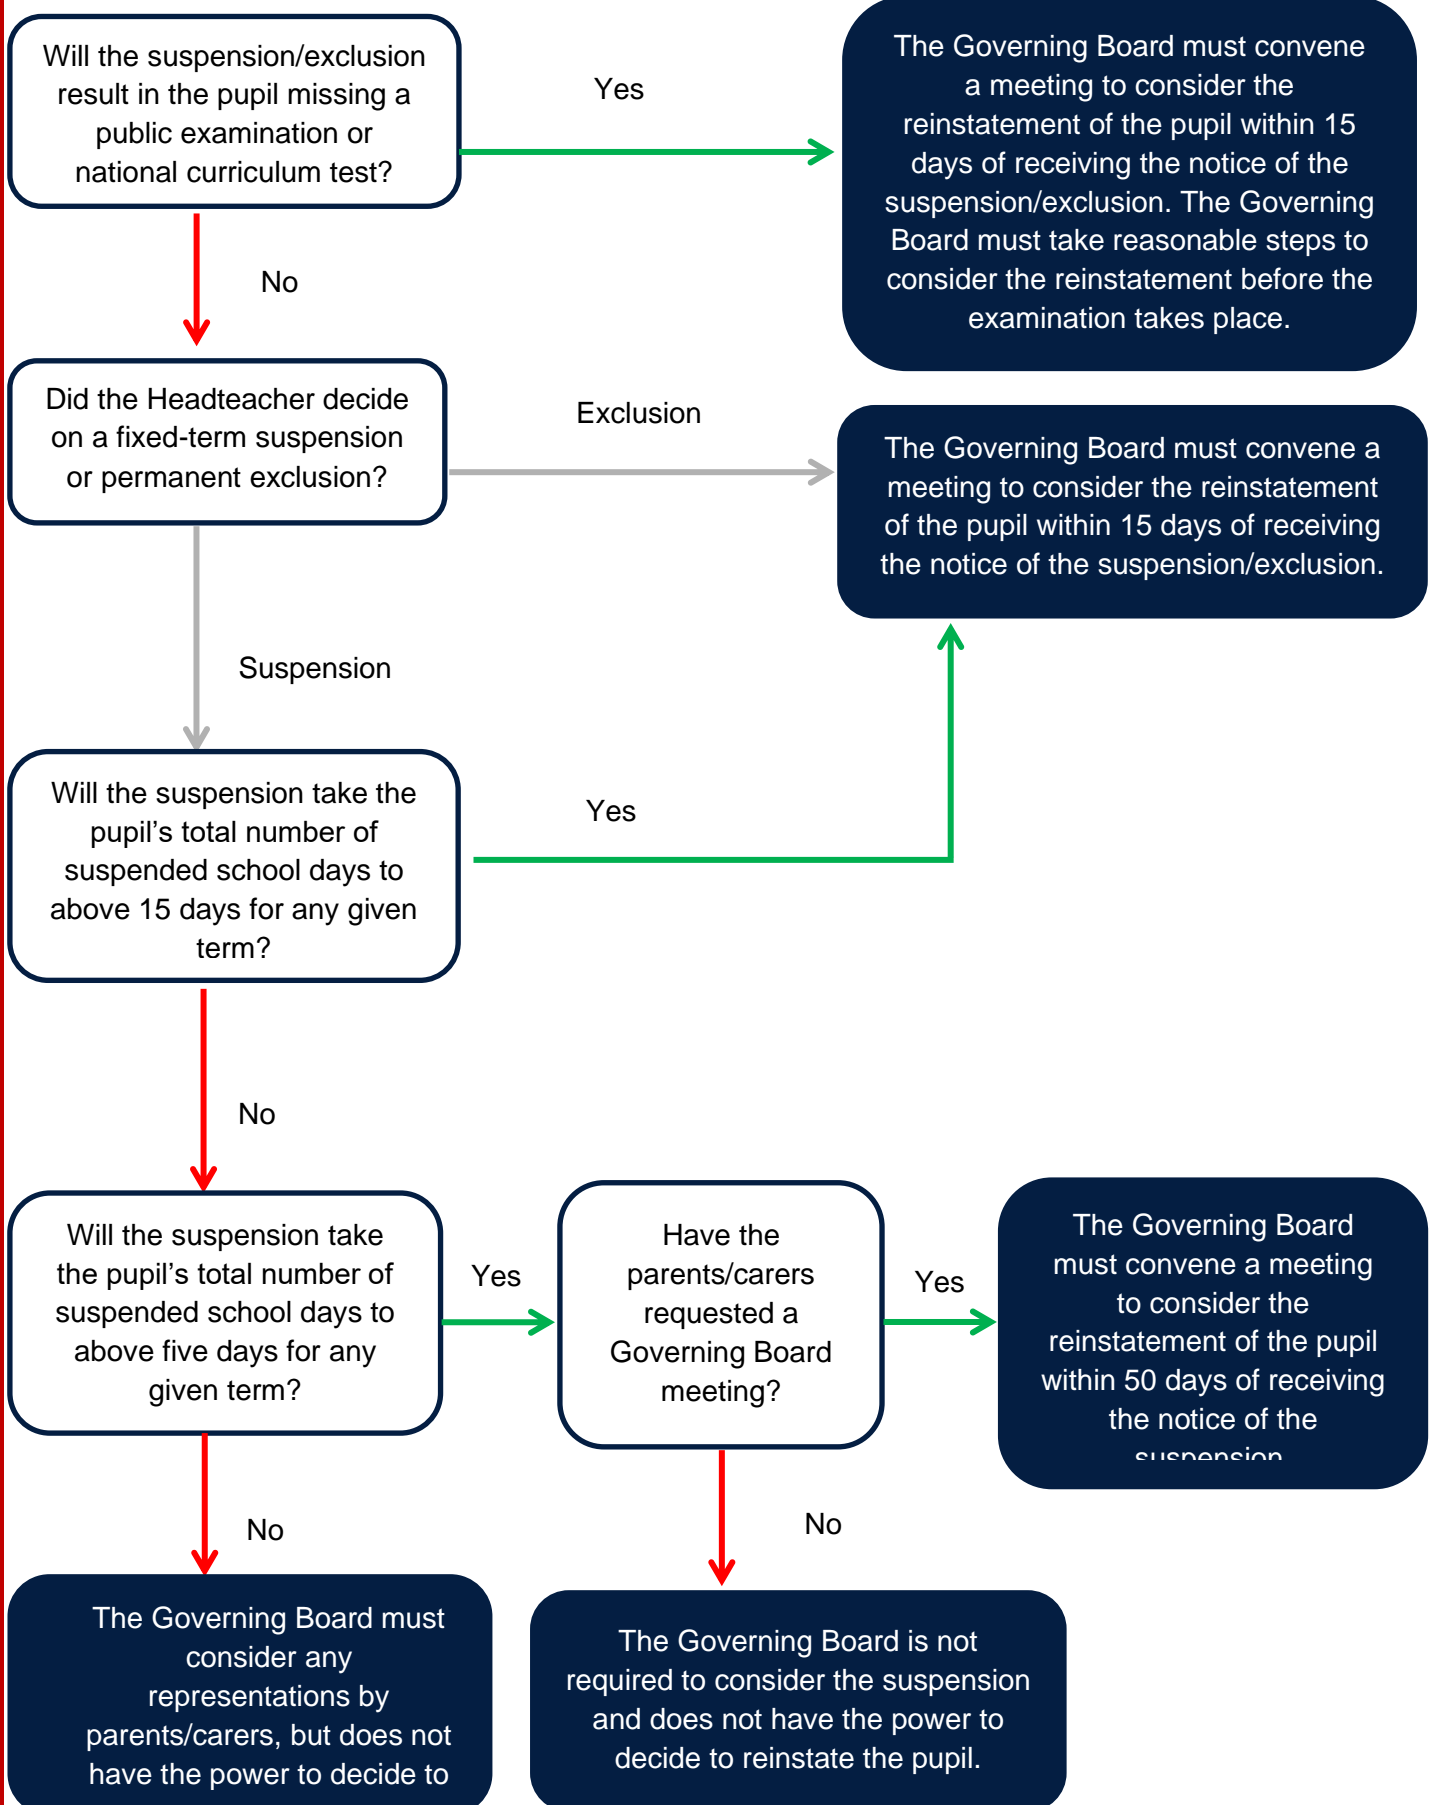 Will the suspension/exclusion
result in the pupil missing a
public examination or
national curriculum test?
Yes
The Governing Board must convene
a meeting to consider the
reinstatement of the pupil within 15
days of receiving the notice of the
suspension/exclusion. The Governing
Board must take reasonable steps to
consider the reinstatement before the
examination takes place.
No
Did the Headteacher decide
on a fixed-term suspension
or permanent exclusion?
Exclusion
The Governing Board must convene a
meeting to consider the reinstatement
of the pupil within 15 days of receiving
the notice of the suspension/exclusion.
Suspension
Will the suspension take the
pupil’s total number of
suspended school days to
above 15 days for any given
term?
Yes
No
Will the suspension take
the pupil’s total number of
suspended school days to
above five days for any
given term?
Yes
Have the
parents/carers
requested a
Governing Board
meeting?
Yes
The Governing Board
must convene a meeting
to consider the
reinstatement of the pupil
within 50 days of receiving
the notice of the
suspension
No
No
The Governing Board must
consider any
representations by
parents/carers, but does not
have the power to decide to
The Governing Board is not
required to consider the suspension
and does not have the power to
decide to reinstate the pupil.